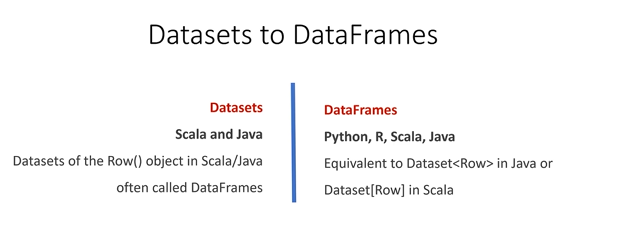 Datasets to DataFrames
Datasets
Scala and Java
Datasets of the Row() object in Scala/Java
often called DataFrames
DataFrames
Python, R, Scala, Java
Equivalent to Dataset<Row> in Java or
Dataset[Row] in Scala